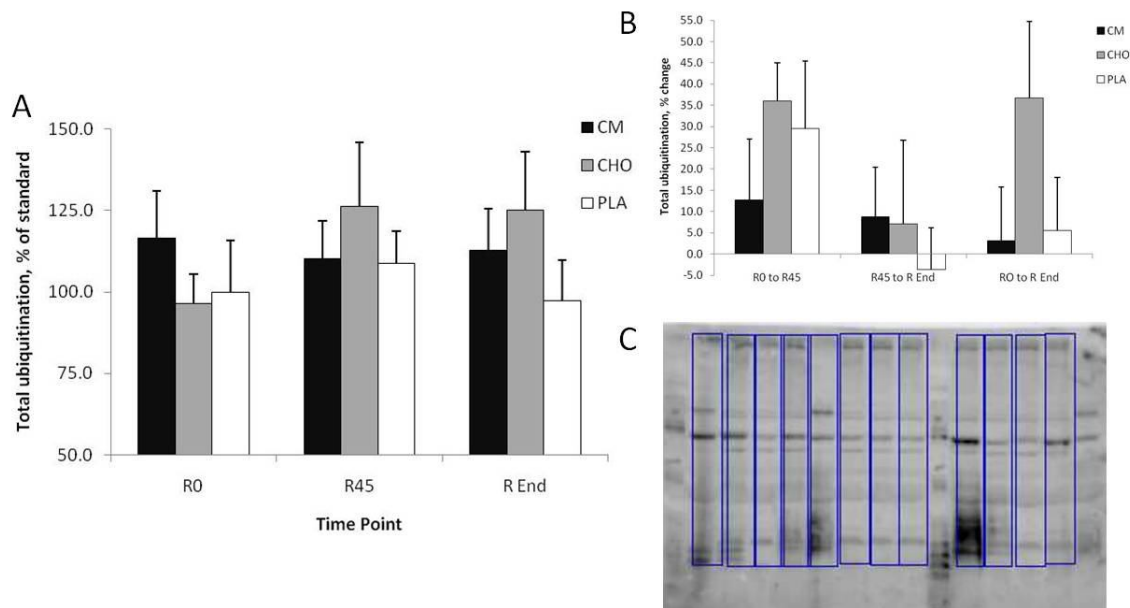 A
Total ubiquitination, % of standard
150.0
125.0
100.0
75.0
50.0
R0
R45
R End
Time Point
CM
CHO
PLA
B
Total ubiquitination, % change
55.0
50.0
45.0
40.0
35.0
30.0
25.0
20.0
15.0
10.0
5.0
0.0
-5.0
R0 to R45
R45 to R End
RO to R End
CM
CHO
PLA
C